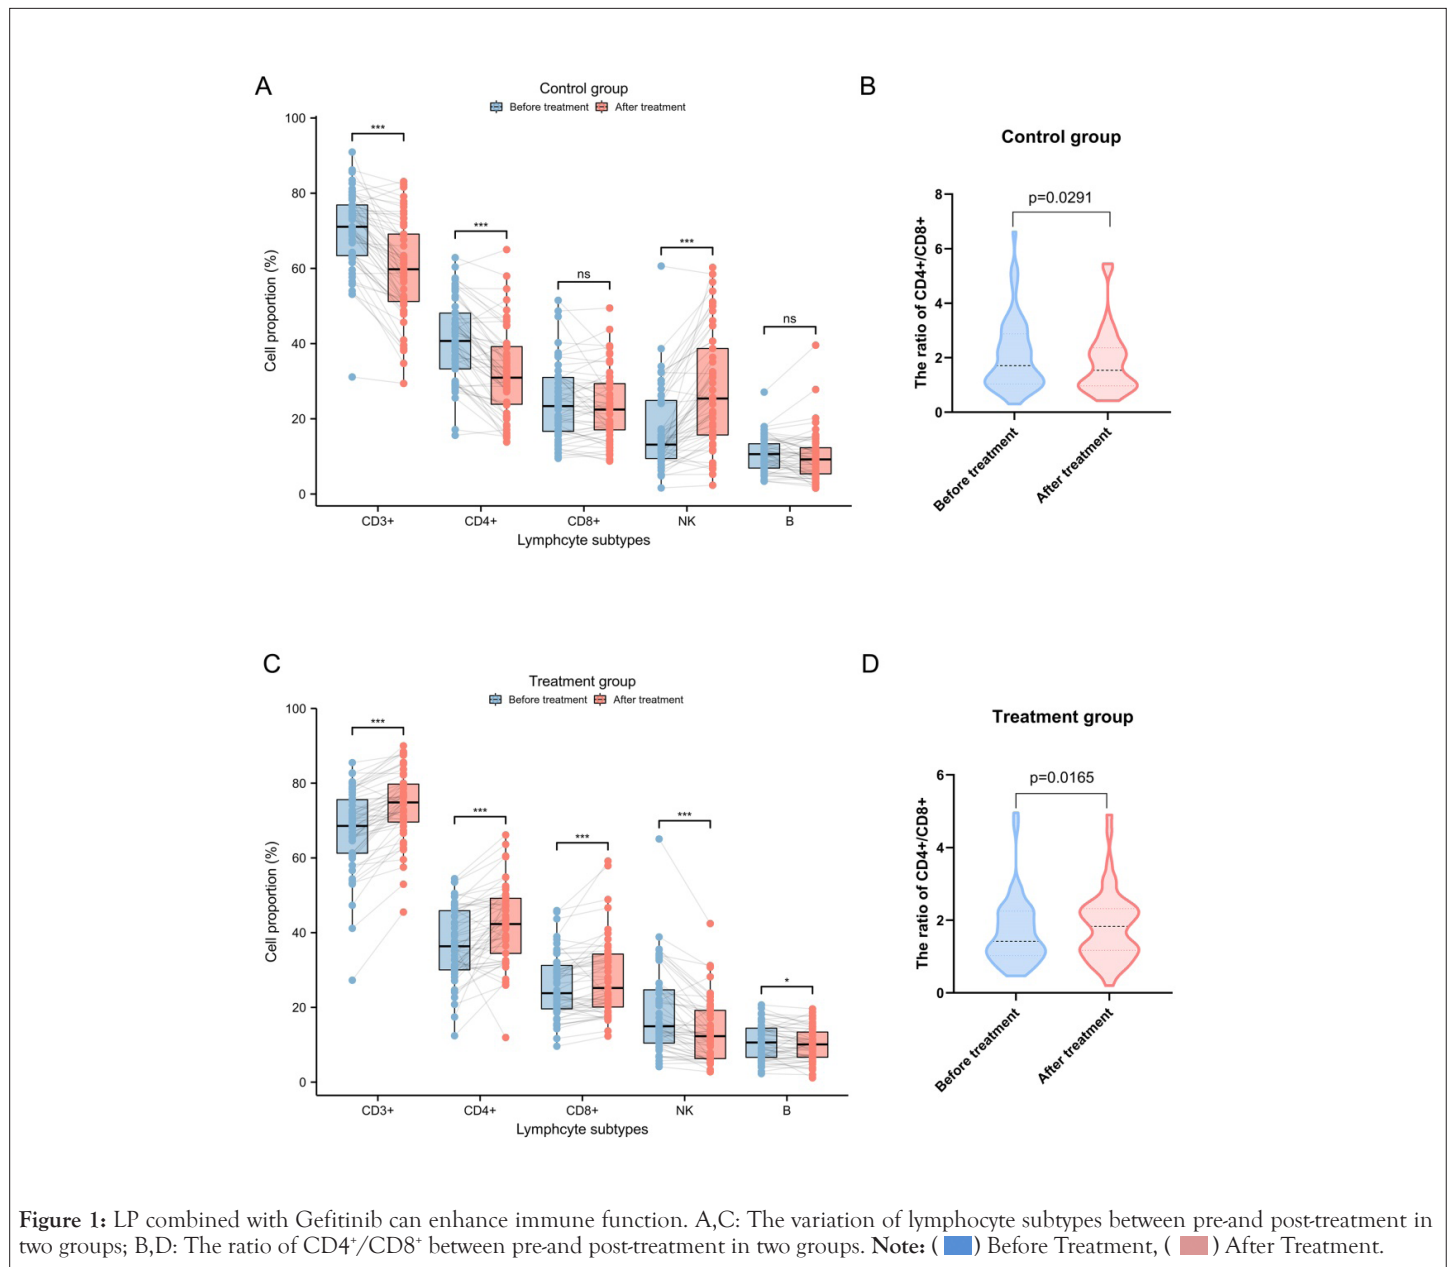 A
Control group
Before treatment After treatment
100
80
60
40
20
0
Cell proportion (%)
***
***
ns
***
ns
CD3+ CD4+ CD8+ NK B
Lymphcyte subtypes
B
Control group
p=0.0291
8
6
4
2
0
The ratio of CD4+/CD8+
Before treatment
After treatment
C
Treatment group
Before treatment After treatment
100
80
60
40
20
0
Cell proportion (%)
***
***
***
***
*
CD3+ CD4+ CD8+ NK B
Lymphcyte subtypes
D
Treatment group
p=0.0165
6
4
2
0
The ratio of CD4+/CD8+
Before treatment
After treatment
Figure 1: LP combined with Gefitinib can enhance immune function. A,C: The variation of lymphocyte subtypes between pre-and post-treatment in
two groups; B,D: The ratio of CD4⁺/CD8⁺ between pre-and post-treatment in two groups. Note: ( ) Before Treatment, ( ) After Treatment.